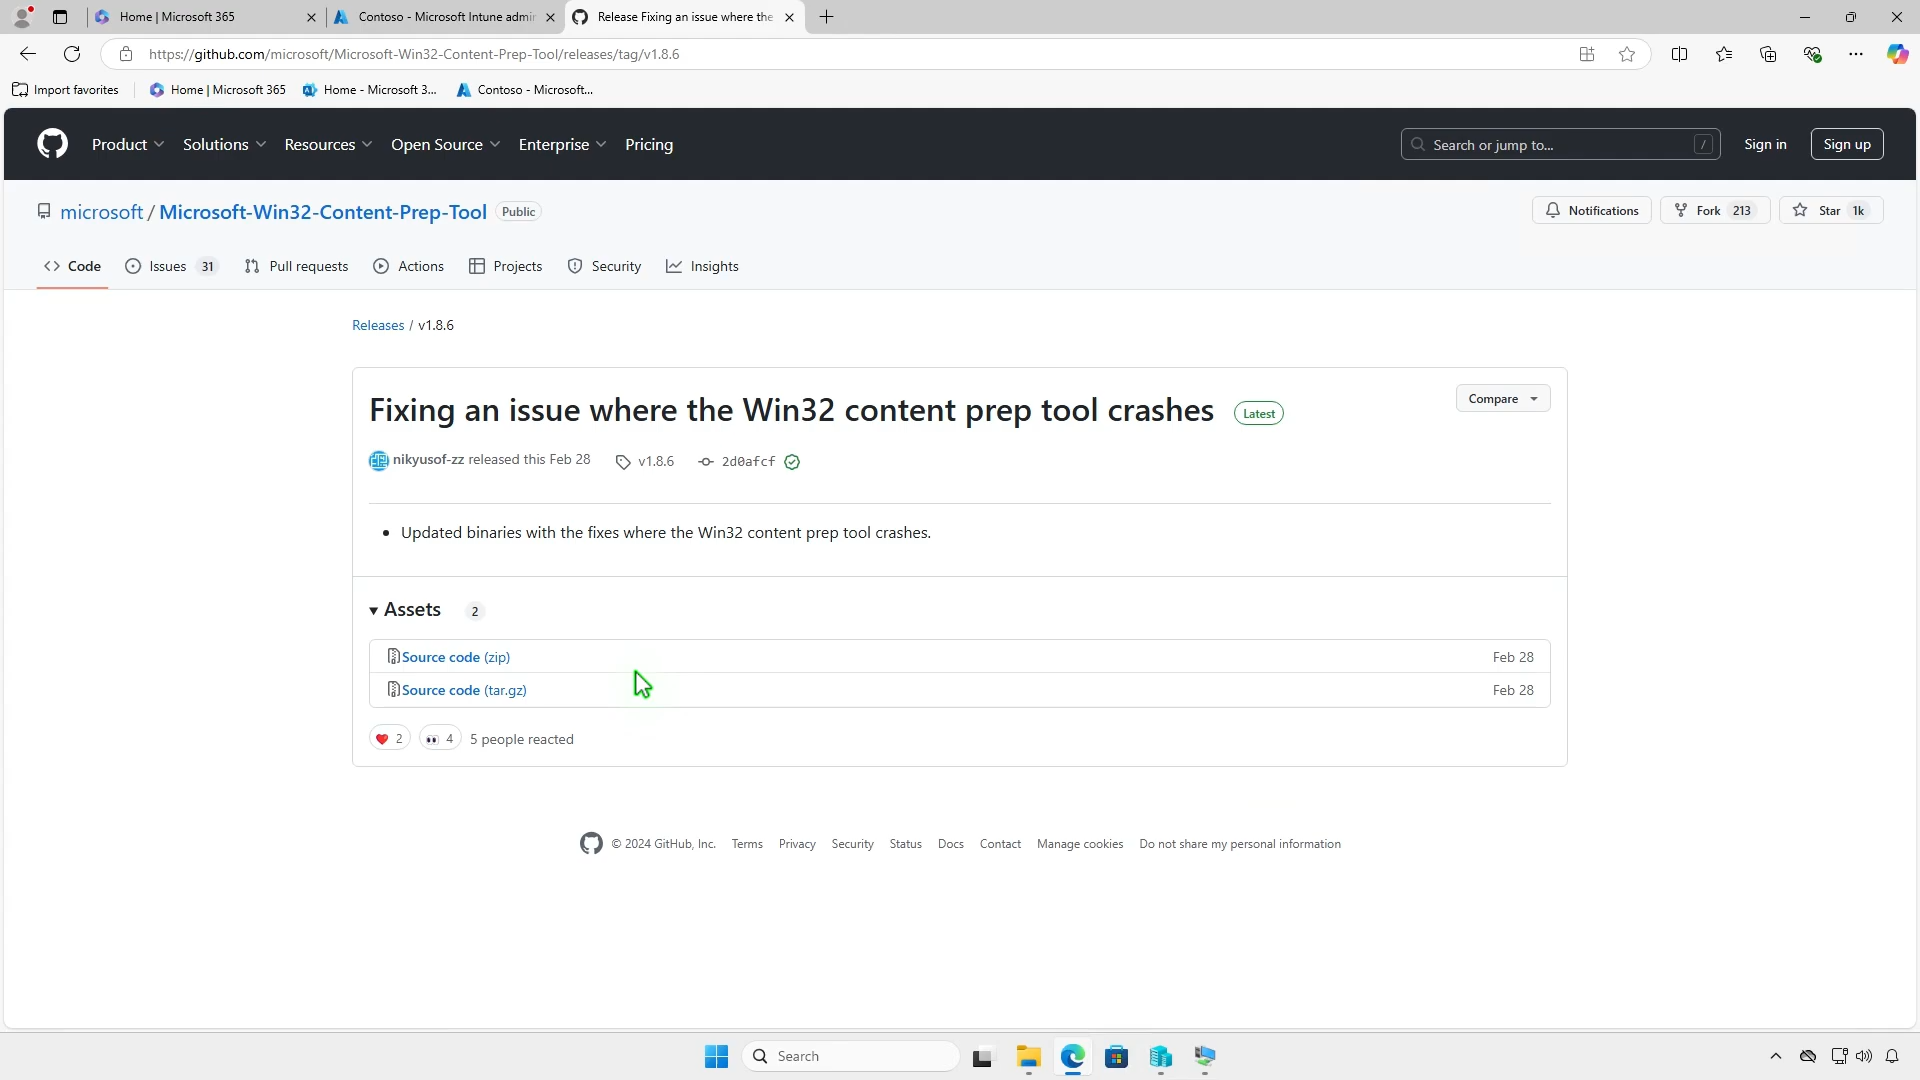 Home | Microsoft 365
Contoso - Microsoft Intune admin
Release Fixing an issue where the
https://github.com/microsoft/Microsoft-Win32-Content-Prep-Tool/releases/tag/v1.8.6
Import favorites
Home | Microsoft 365
Home - Microsoft 3...
Contoso - Microsoft...
Product
Solutions
Resources
Open Source
Enterprise
Pricing
Search or jump to...
/
Sign in
Sign up
microsoft / Microsoft-Win32-Content-Prep-Tool
Public
Notifications
Fork 213
Star 1k
Code
Issues 31
Pull requests
Actions
Projects
Security
Insights
Releases / v1.8.6
Fixing an issue where the Win32 content prep tool crashes
Latest
Compare
nikyusof-zz released this Feb 28
v1.8.6
2d0afcf
• Updated binaries with the fixes where the Win32 content prep tool crashes.
Assets 2
Source code (zip)
Feb 28
Source code (tar.gz)
Feb 28
2
4
5 people reacted
© 2024 GitHub, Inc.
Terms
Privacy
Security
Status
Docs
Contact
Manage cookies
Do not share my personal information
Search